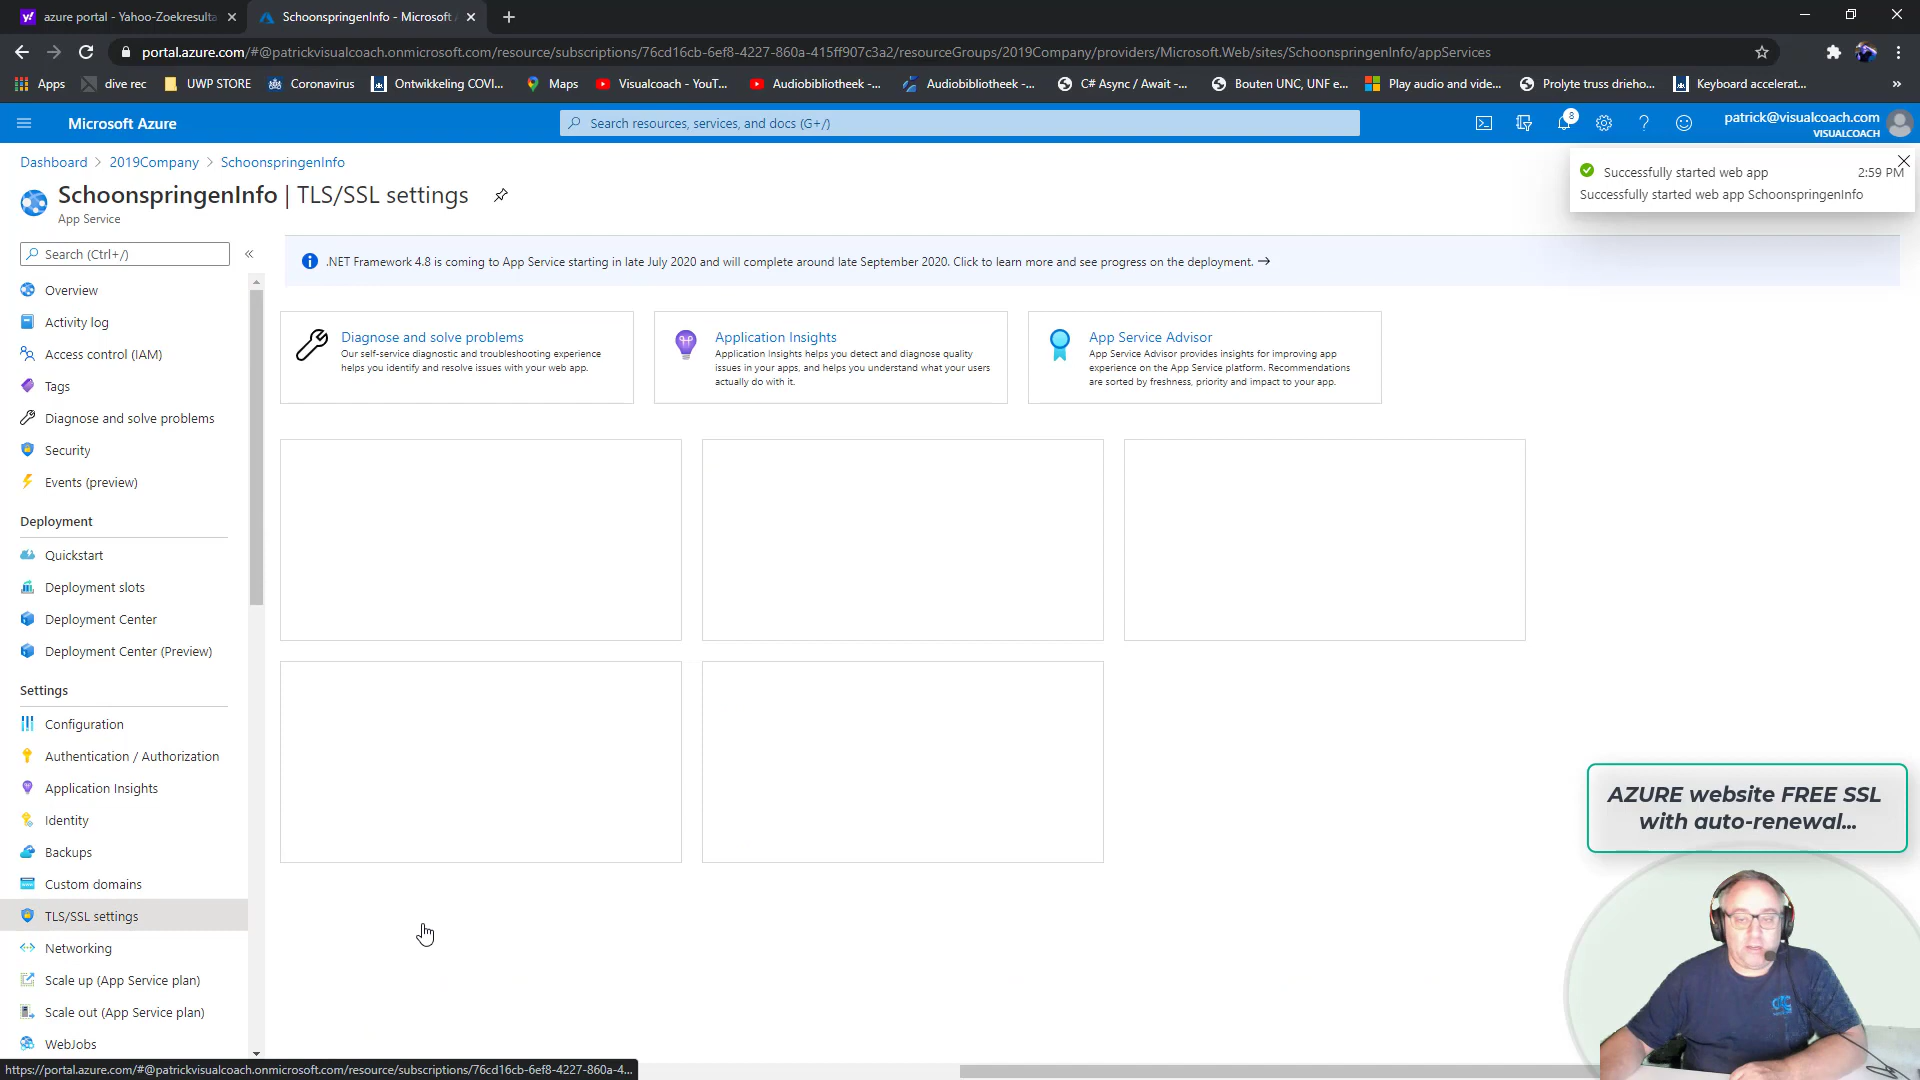 azure portal - Yahoo-Zoekresulta
SchoonspringenInfo - Microsoft A
portal.azure.com/#@patrickvisualcoach.onmicrosoft.com/resource/subscriptions/76cd16cb-6ef8-4227-860a-415ff907c3a2/resourceGroups/2019Company/providers/Microsoft.Web/sites/SchoonspringenInfo/appServices
Apps dive rec UWP STORE Coronavirus Ontwikkeling COVI... Maps Visualcoach - YouT... Audiobibliotheek -... Audiobibliotheek -... C# Async / Await -... Bouten UNC, UNF e... Play audio and vide... Prolyte truss drieho... Keyboard accelerat... »
Microsoft Azure
Search resources, services, and docs (G+/)
8
patrick@visualcoach.com
VISUALCOACH
Dashboard > 2019Company > SchoonspringenInfo
SchoonspringenInfo | TLS/SSL settings
App Service
Successfully started web app 2:59 PM
Successfully started web app SchoonspringenInfo
Search (Ctrl+/) «
.NET Framework 4.8 is coming to App Service starting in late July 2020 and will complete around late September 2020. Click to learn more and see progress on the deployment. →
Overview
Activity log
Access control (IAM)
Tags
Diagnose and solve problems
Security
Events (preview)
Deployment
Quickstart
Deployment slots
Deployment Center
Deployment Center (Preview)
Settings
Configuration
Authentication / Authorization
Application Insights
Identity
Backups
Custom domains
TLS/SSL settings
Networking
Scale up (App Service plan)
Scale out (App Service plan)
WebJobs
Diagnose and solve problems
Our self-service diagnostic and troubleshooting experience
helps you identify and resolve issues with your web app.
Application Insights
Application Insights helps you detect and diagnose quality
issues in your apps, and helps you understand what your users
actually do with it.
App Service Advisor
App Service Advisor provides insights for improving app
experience on the App Service platform. Recommendations
are sorted by freshness, priority and impact to your app.
AZURE website FREE SSL
with auto-renewal...
https://portal.azure.com/#@patrickvisualcoach.onmicrosoft.com/resource/subscriptions/76cd16cb-6ef8-4227-860a-4...